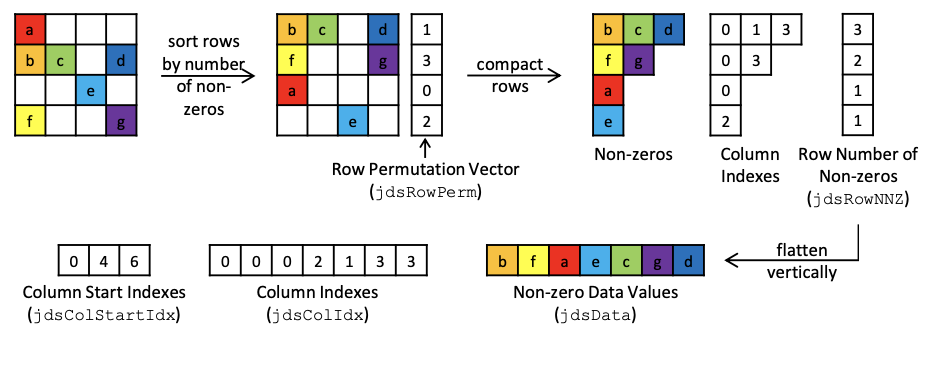 a
b c d
e
f g
sort rows
by number
of non-
zeros
b c d
f g
a
e
1
3
0
2
Row Permutation Vector
(jdsRowPerm)
compact
rows
b c d
f g
a
e
Non-zeros
0 1 3
0 3
0
2
Column
Indexes
3
2
1
1
Row Number of
Non-zeros
(jdsRowNNZ)
flatten
vertically
0 4 6
Column Start Indexes
(jdsColStartIdx)
0 0 0 2 1 3 3
Column Indexes
(jdsColIdx)
b f a e c g d
Non-zero Data Values
(jdsData)